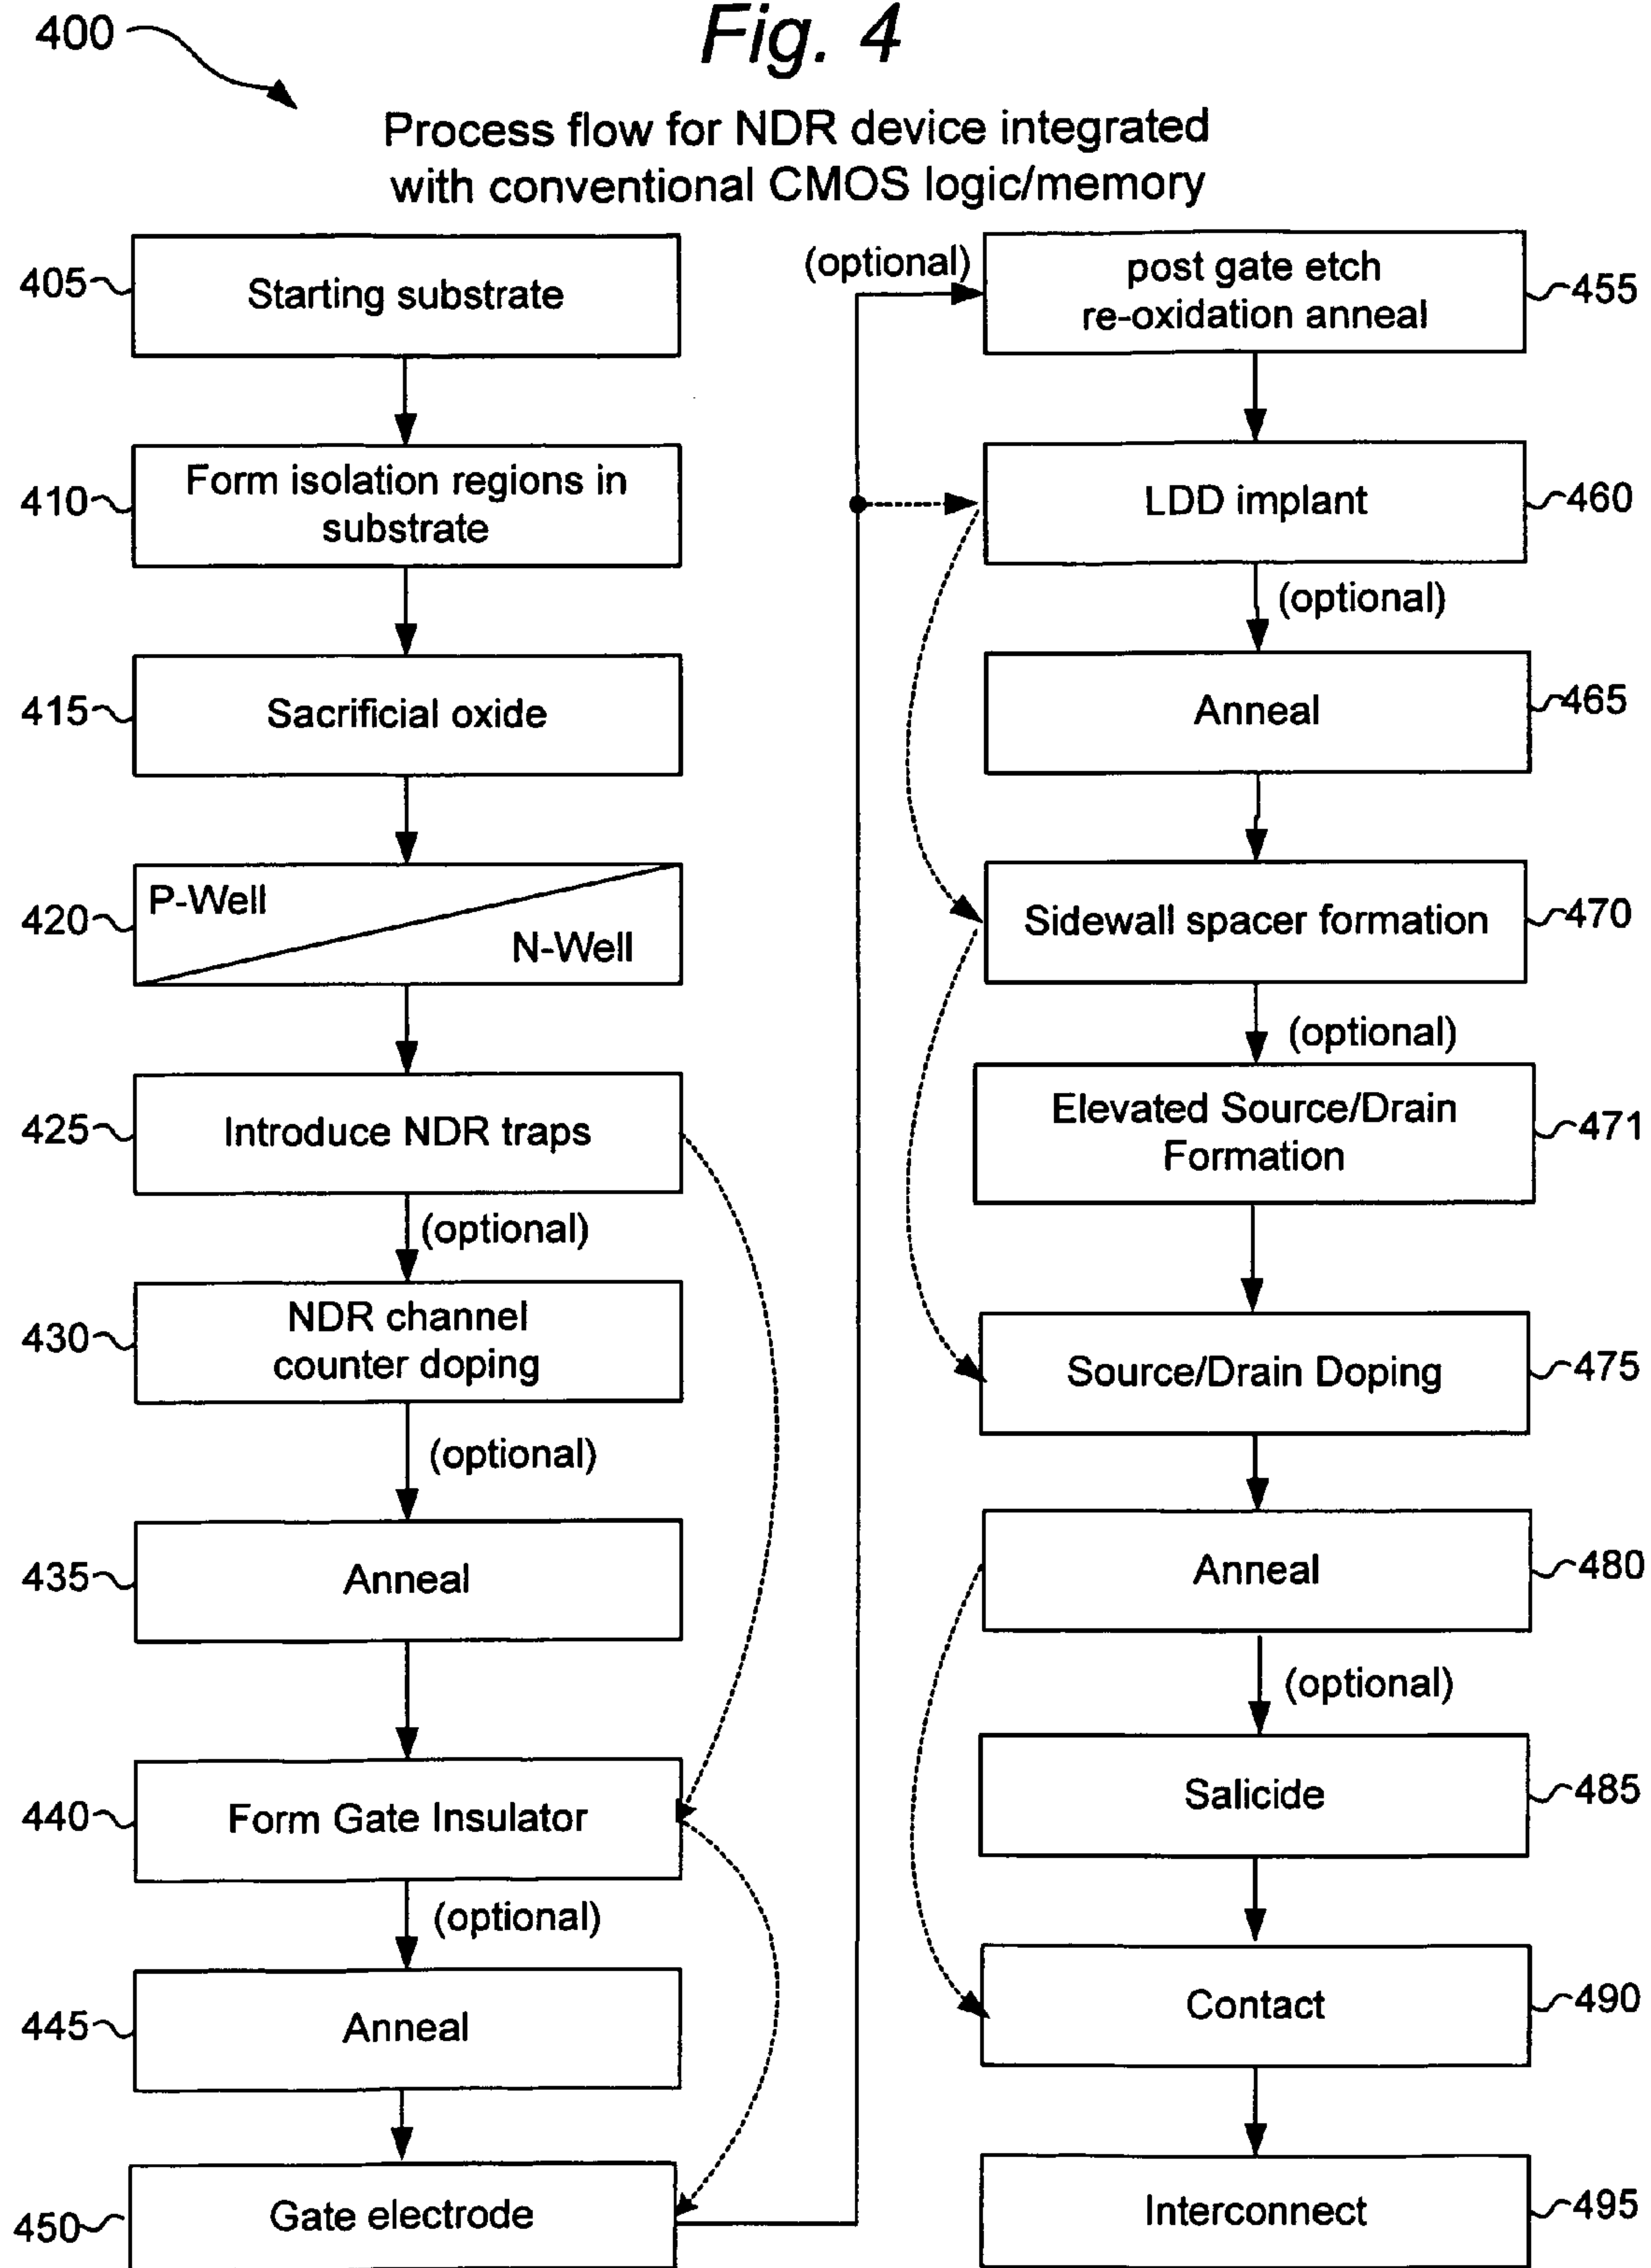 400
Fig. 4
Process flow for NDR device integrated
with conventional CMOS logic/memory
405
Starting substrate
410
Form isolation regions in
substrate
415
Sacrificial oxide
420
P-Well
N-Well
425
Introduce NDR traps
(optional)
430
NDR channel
counter doping
(optional)
435
Anneal
440
Form Gate Insulator
(optional)
445
Anneal
450
Gate electrode
(optional)
post gate etch
re-oxidation anneal
455
LDD implant
460
(optional)
Anneal
465
Sidewall spacer formation
470
(optional)
Elevated Source/Drain
Formation
471
Source/Drain Doping
475
Anneal
480
(optional)
Salicide
485
Contact
490
Interconnect
495